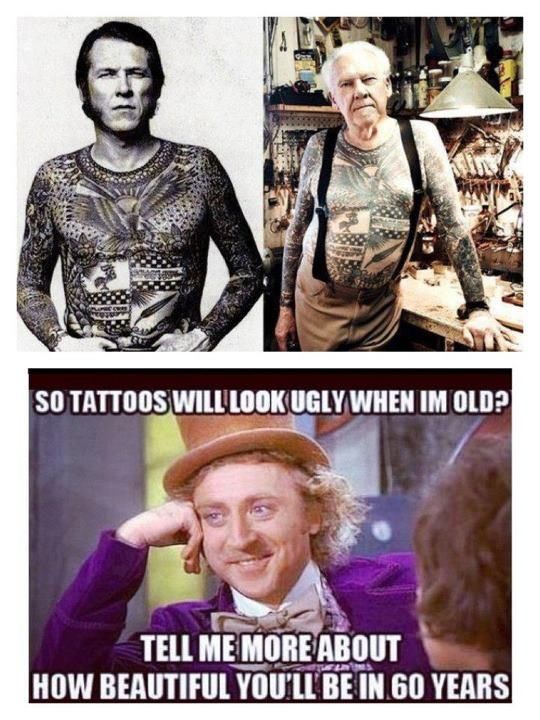 SO TATTOOS WILL LOOK UGLY WHEN IM OLD?
TELL ME MORE ABOUT
HOW BEAUTIFUL YOU'LL BE IN 60 YEARS